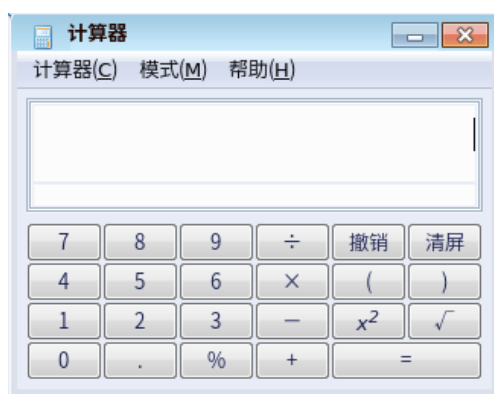 计算器
计算器(C) 模式(M) 帮助(H)
7 8 9 ÷ 撤销 清屏
4 5 6 × ( )
1 2 3 − x² √
0 . % + =